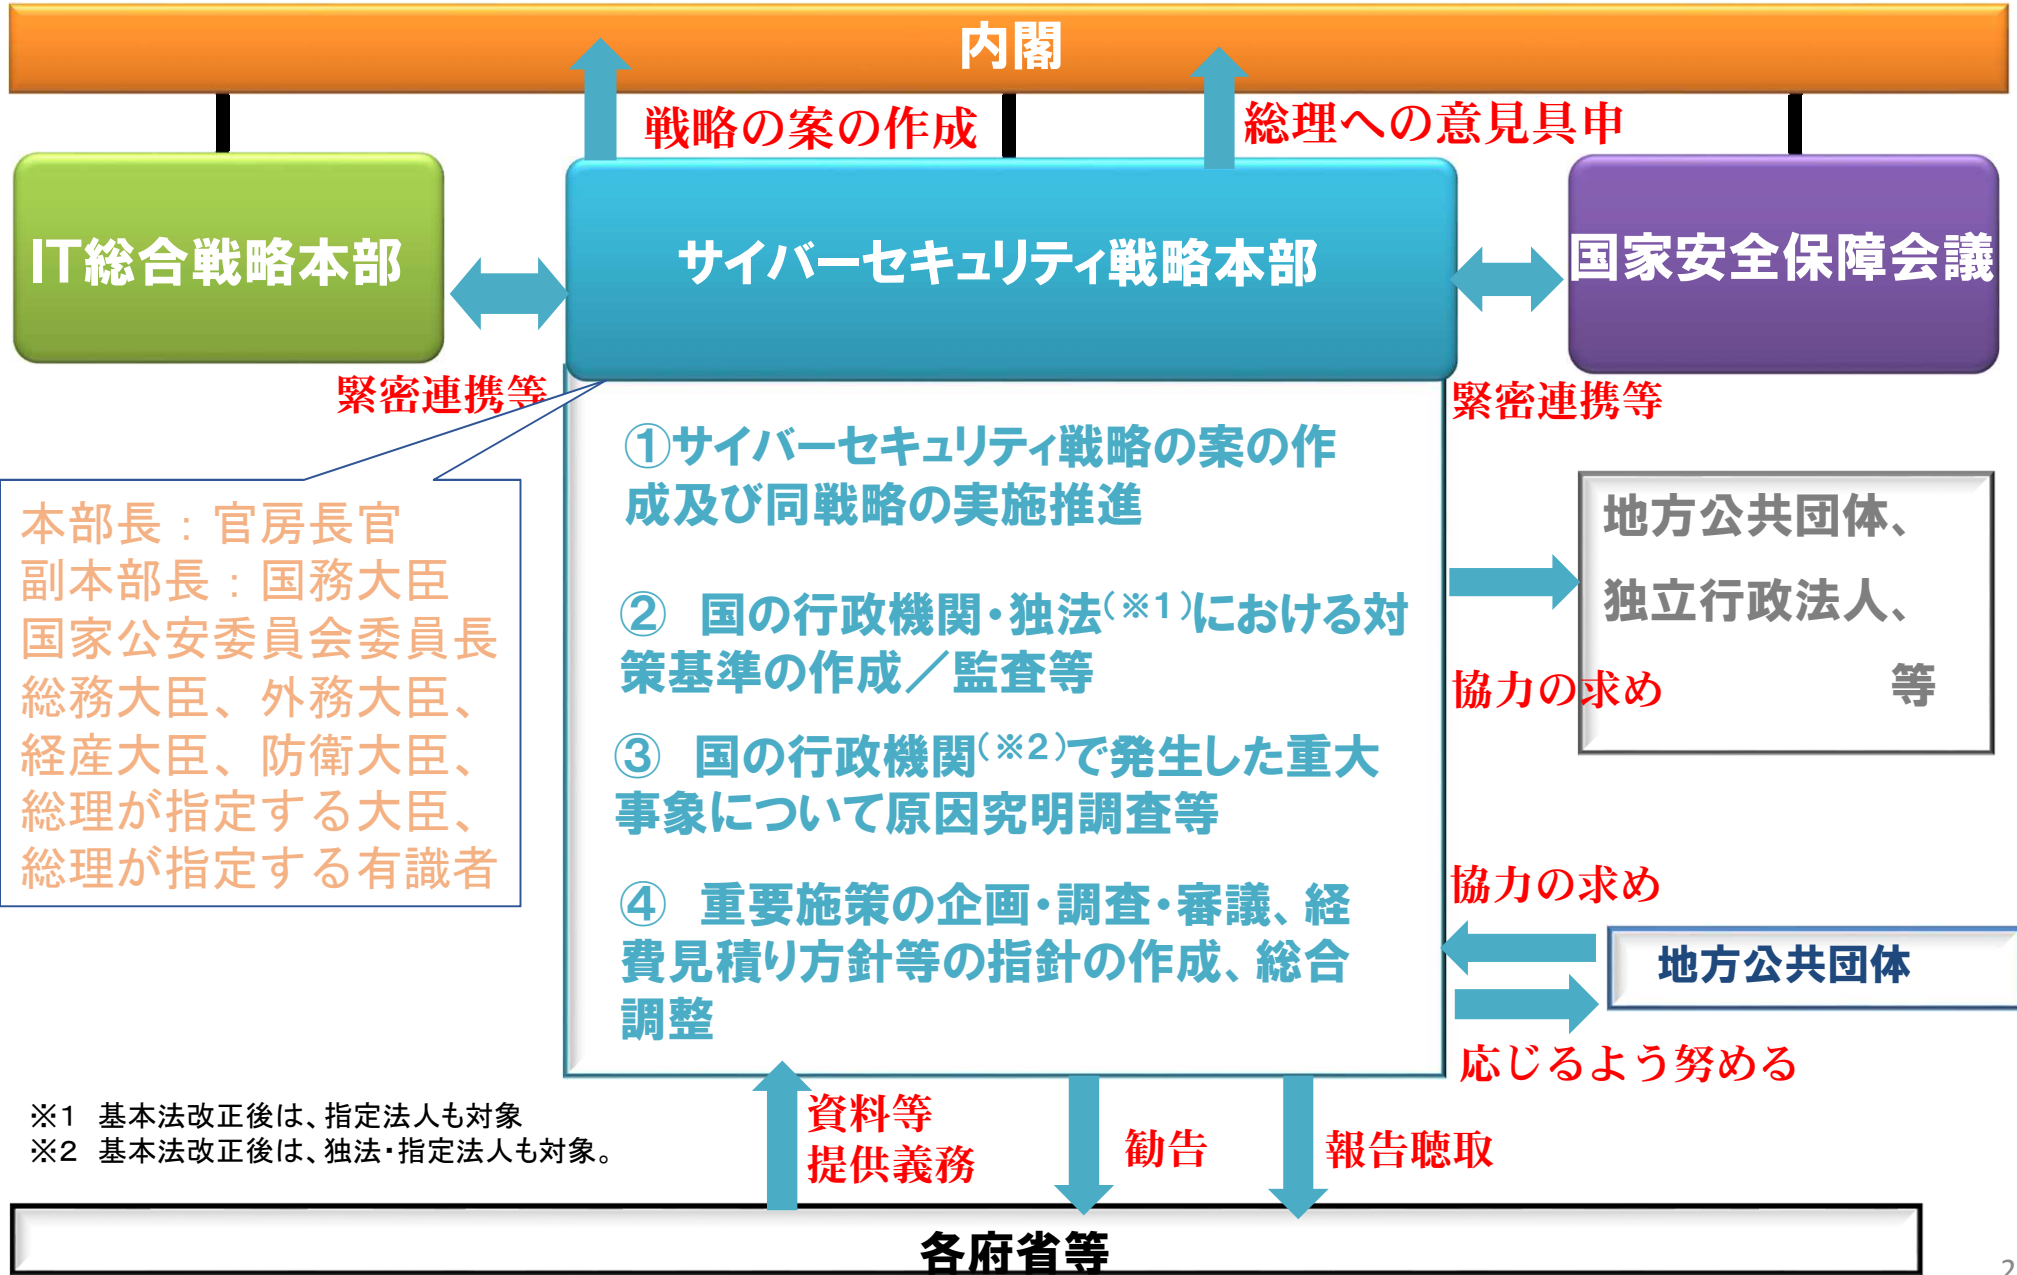 内閣
戦略の案の作成
総理への意見具申
IT総合戦略本部
サイバーセキュリティ戦略本部
国家安全保障会議
緊密連携等
緊密連携等
本部長：官房長官
副本部長：国務大臣
国家公安委員会委員長
総務大臣、外務大臣、
経産大臣、防衛大臣、
総理が指定する大臣、
総理が指定する有識者
①サイバーセキュリティ戦略の案の作
成及び同戦略の実施推進
②　国の行政機関・独法(※1)における対
策基準の作成／監査等
③　国の行政機関(※2)で発生した重大
事象について原因究明調査等
④　重要施策の企画・調査・審議、経
費見積り方針等の指針の作成、総合
調整
地方公共団体、
独立行政法人、
等
協力の求め
協力の求め
地方公共団体
応じるよう努める
※1　基本法改正後は、指定法人も対象
※2　基本法改正後は、独法・指定法人も対象。
資料等
提供義務
勧告
報告聴取
各府省等
2